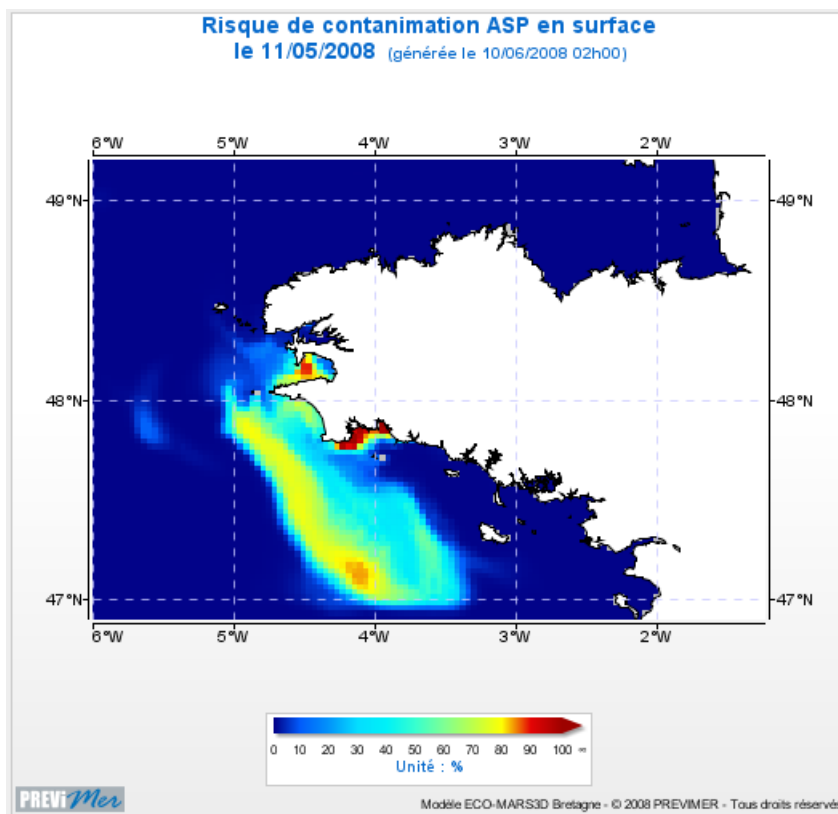 Risque de contanimation ASP en surface
le 11/05/2008 (générée le 10/06/2008 02h00)
6°W 5°W 4°W 3°W 2°W
49°N 49°N
48°N 48°N
47°N 47°N
6°W 5°W 4°W 3°W 2°W
0 10 20 30 40 50 60 70 80 90 100 ∞
Unité : %
PREViMer
Modèle ECO-MARS3D Bretagne - © 2008 PREVIMER - Tous droits réservés